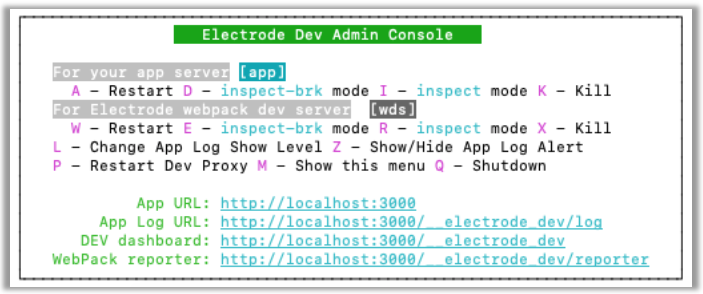 Electrode Dev Admin Console
For your app server [app]
A - Restart D - inspect-brk mode I - inspect mode K - Kill
For Electrode webpack dev server [wds]
W - Restart E - inspect-brk mode R - inspect mode X - Kill
L - Change App Log Show Level Z - Show/Hide App Log Alert
P - Restart Dev Proxy M - Show this menu Q - Shutdown
App URL: http://localhost:3000
App Log URL: http://localhost:3000/__electrode_dev/log
DEV dashboard: http://localhost:3000/__electrode_dev
WebPack reporter: http://localhost:3000/__electrode_dev/reporter